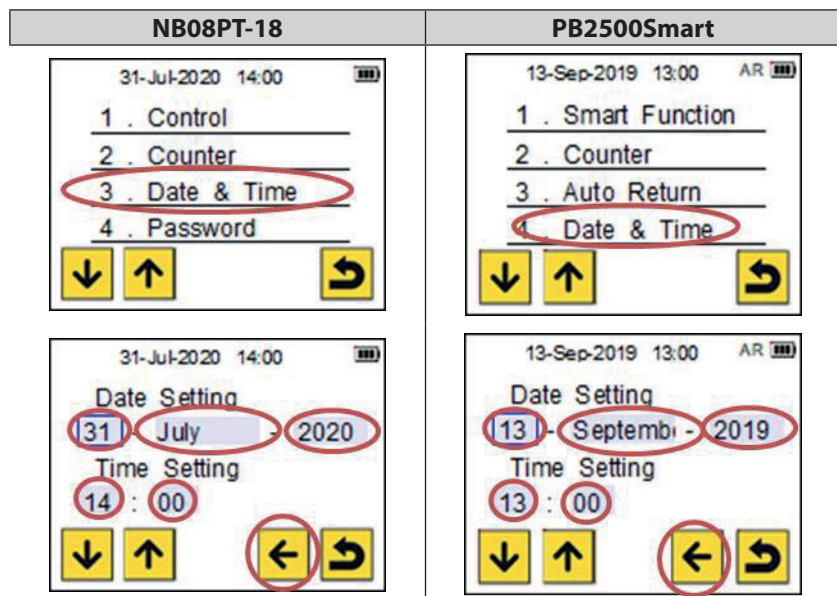 NB08PT-18
PB2500Smart
31-Jul-2020 14:00
1 . Control
2 . Counter
3 . Date & Time
4 . Password
13-Sep-2019 13:00 AR
1 . Smart Function
2 . Counter
3 . Auto Return
4 . Date & Time
31-Jul-2020 14:00
Date Setting
31 - July - 2020
Time Setting
14 : 00
13-Sep-2019 13:00 AR
Date Setting
13 - Septemb - 2019
Time Setting
13 : 00